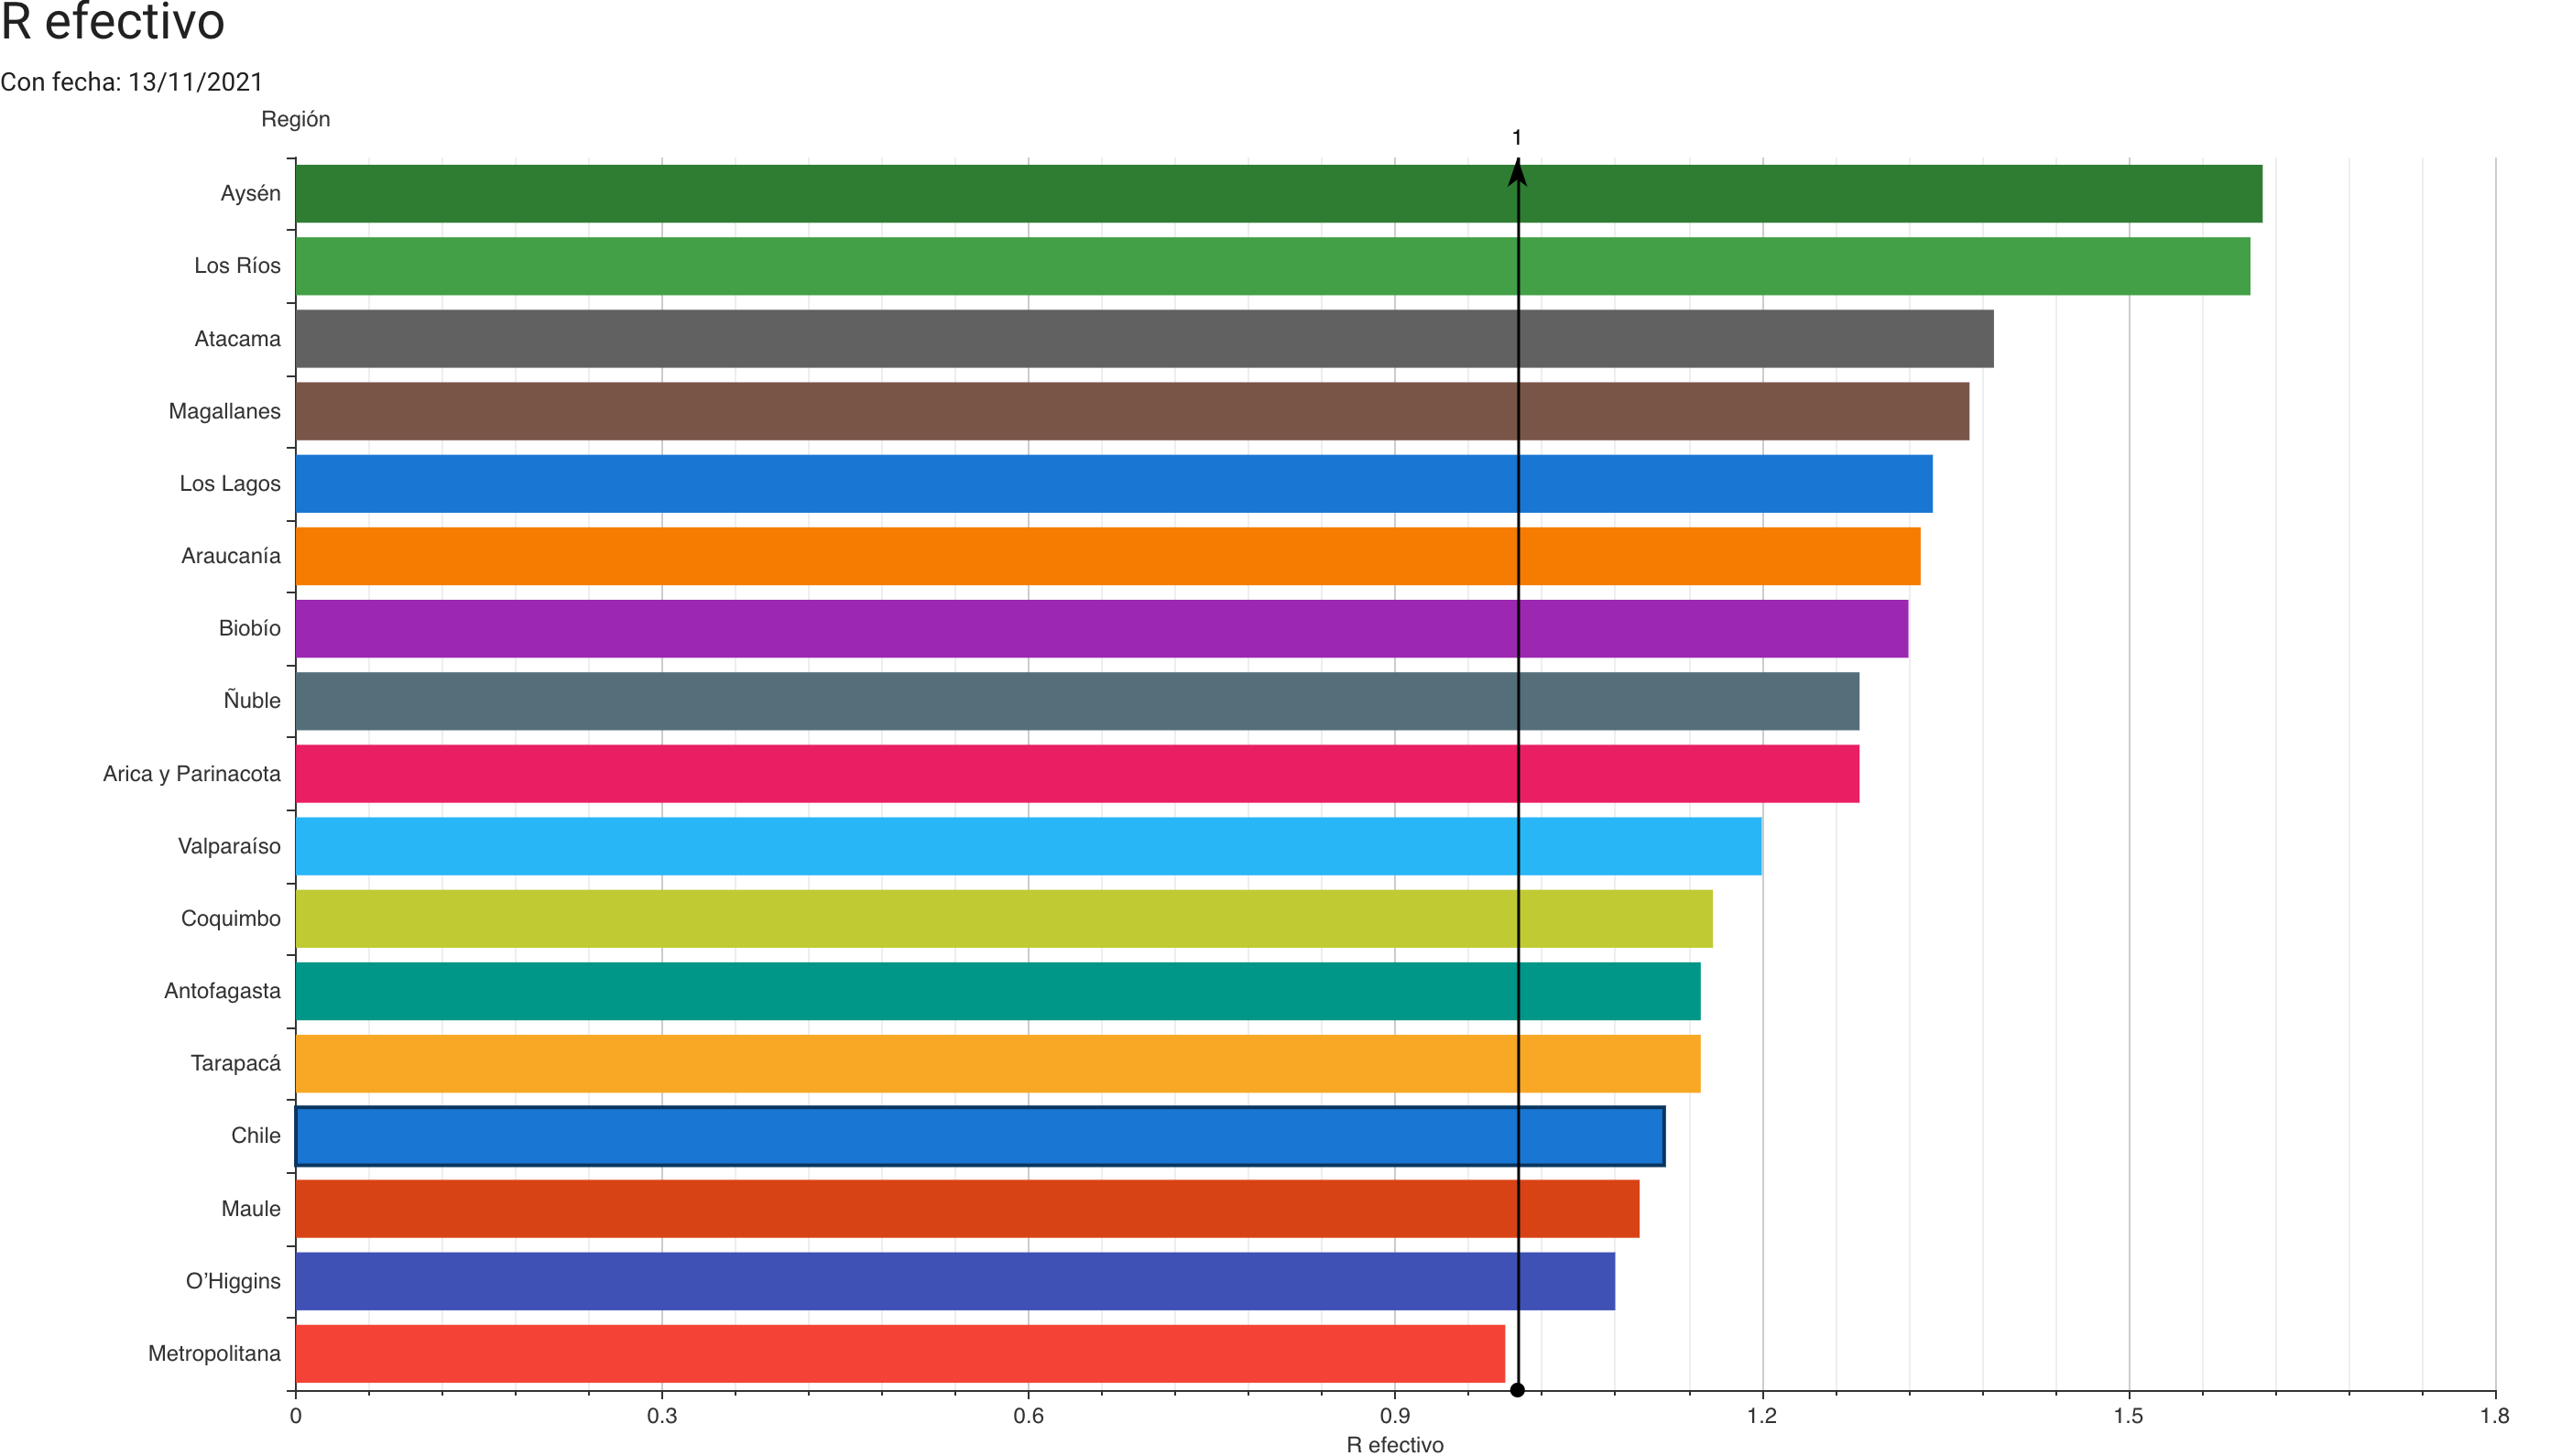 R efectivo
Con fecha: 13/11/2021
Región
1
Aysén
Los Ríos
Atacama
Magallanes
Los Lagos
Araucanía
Biobío
Ñuble
Arica y Parinacota
Valparaíso
Coquimbo
Antofagasta
Tarapacá
Chile
Maule
O’Higgins
Metropolitana
0 0.3 0.6 0.9 1.2 1.5 1.8
R efectivo